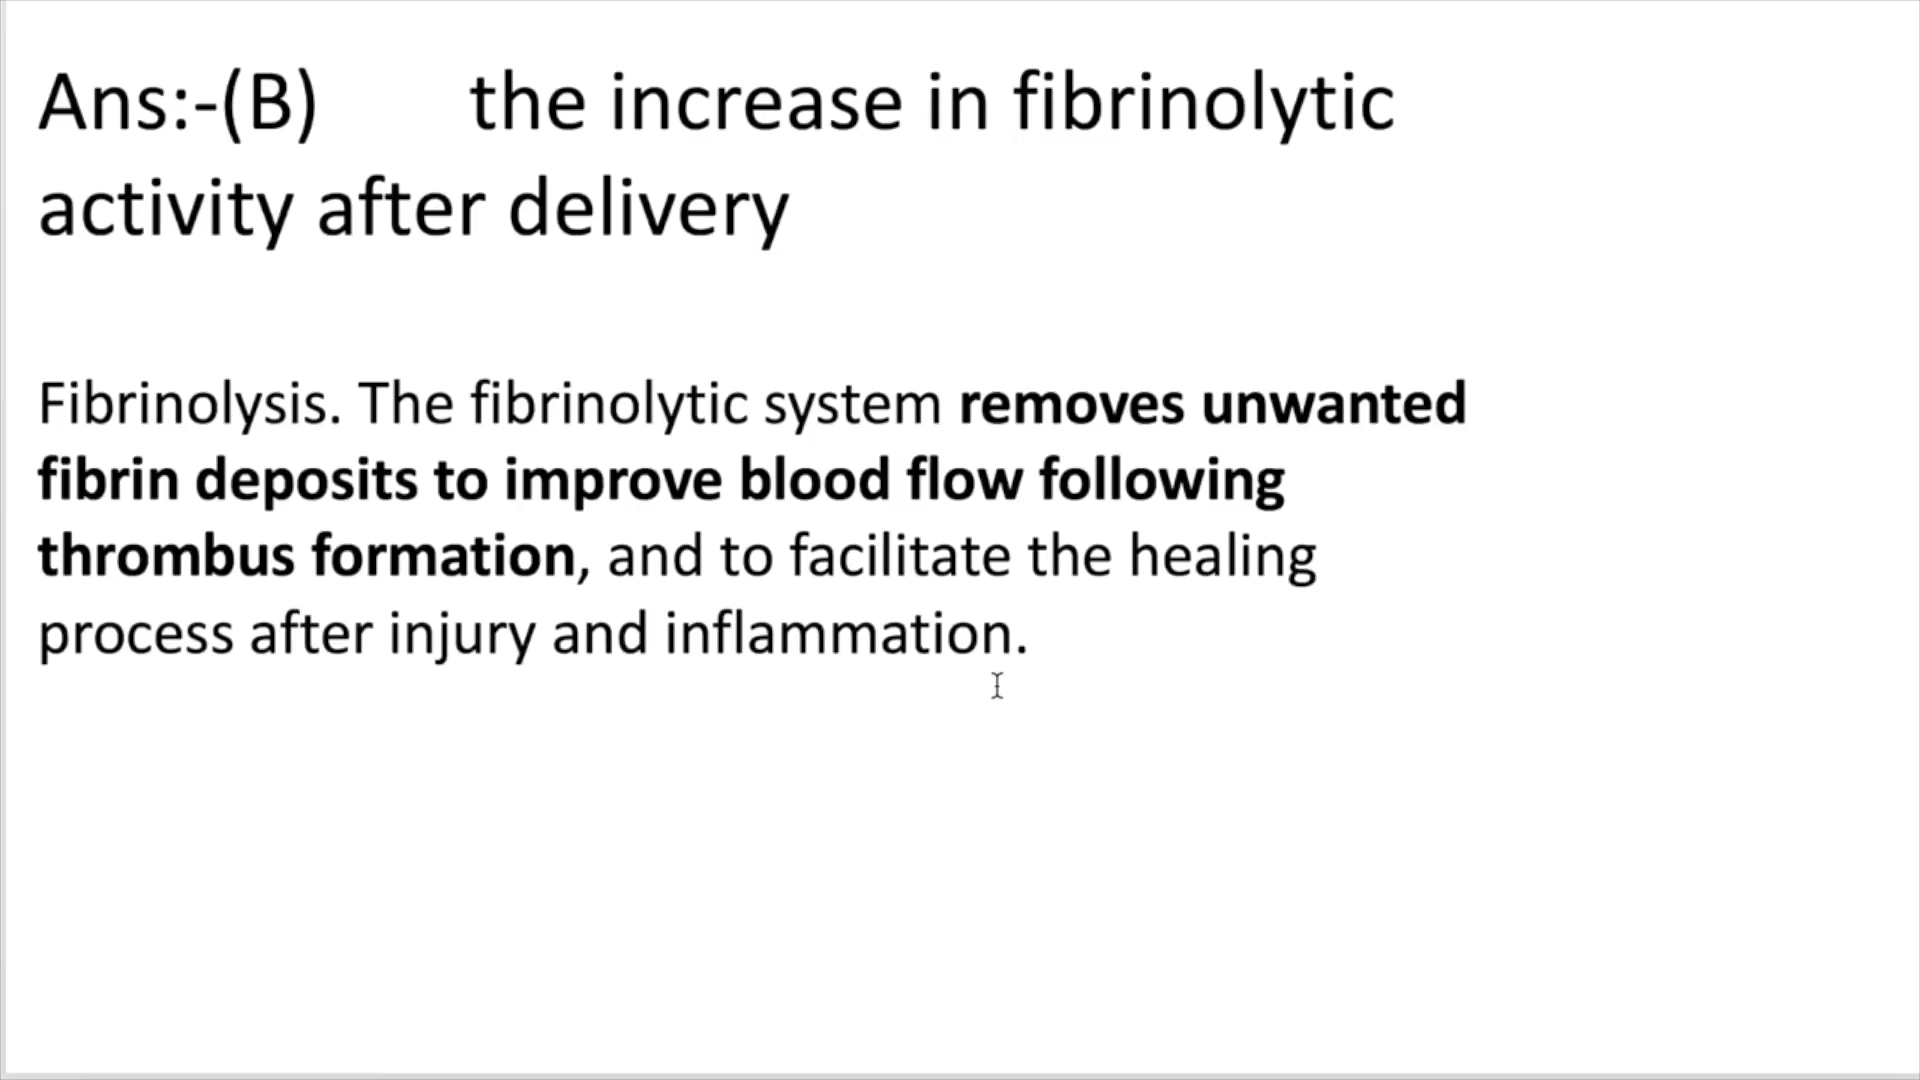 Ans:-(B) the increase in fibrinolytic
activity after delivery
Fibrinolysis. The fibrinolytic system removes unwanted
fibrin deposits to improve blood flow following
thrombus formation, and to facilitate the healing
process after injury and inflammation.